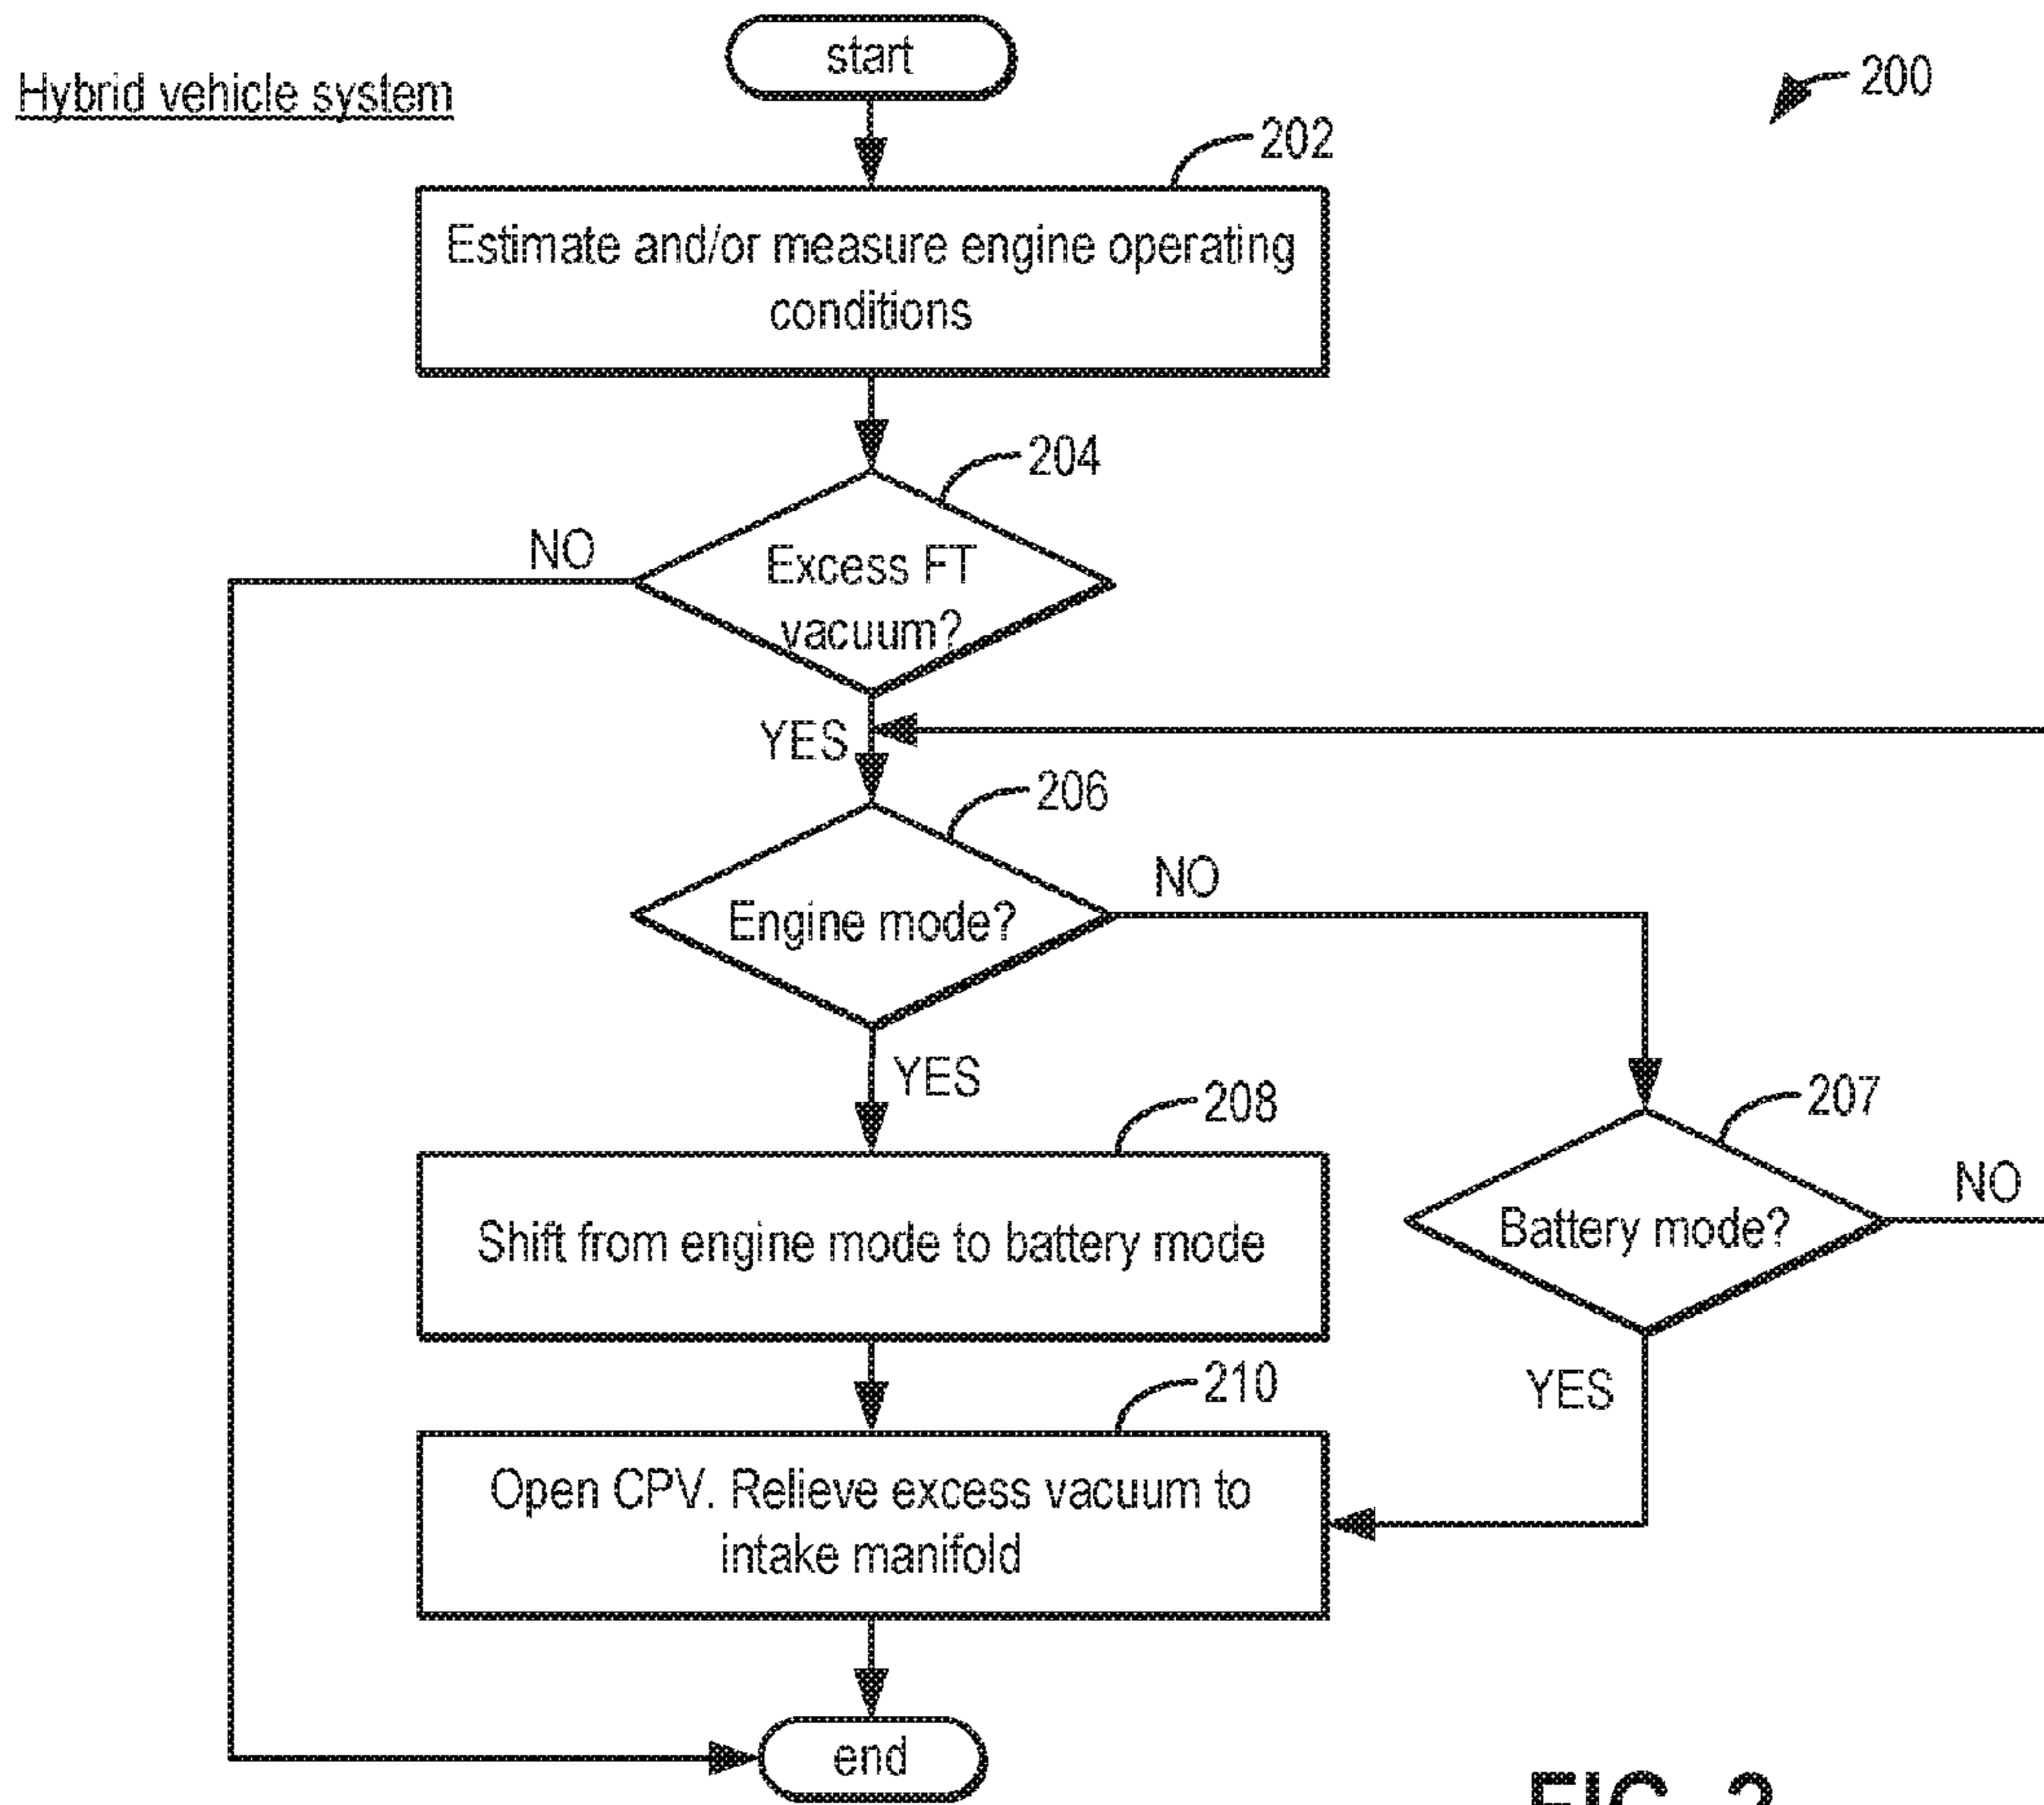 start
Hybrid vehicle system
200
202
Estimate and/or measure engine operating
conditions
204
NO
Excess FT
vacuum?
YES
206
NO
Engine mode?
YES
208
207
NO
Shift from engine mode to battery mode
Battery mode?
210
YES
Open CPV. Relieve excess vacuum to
intake manifold
end
FIG. 2